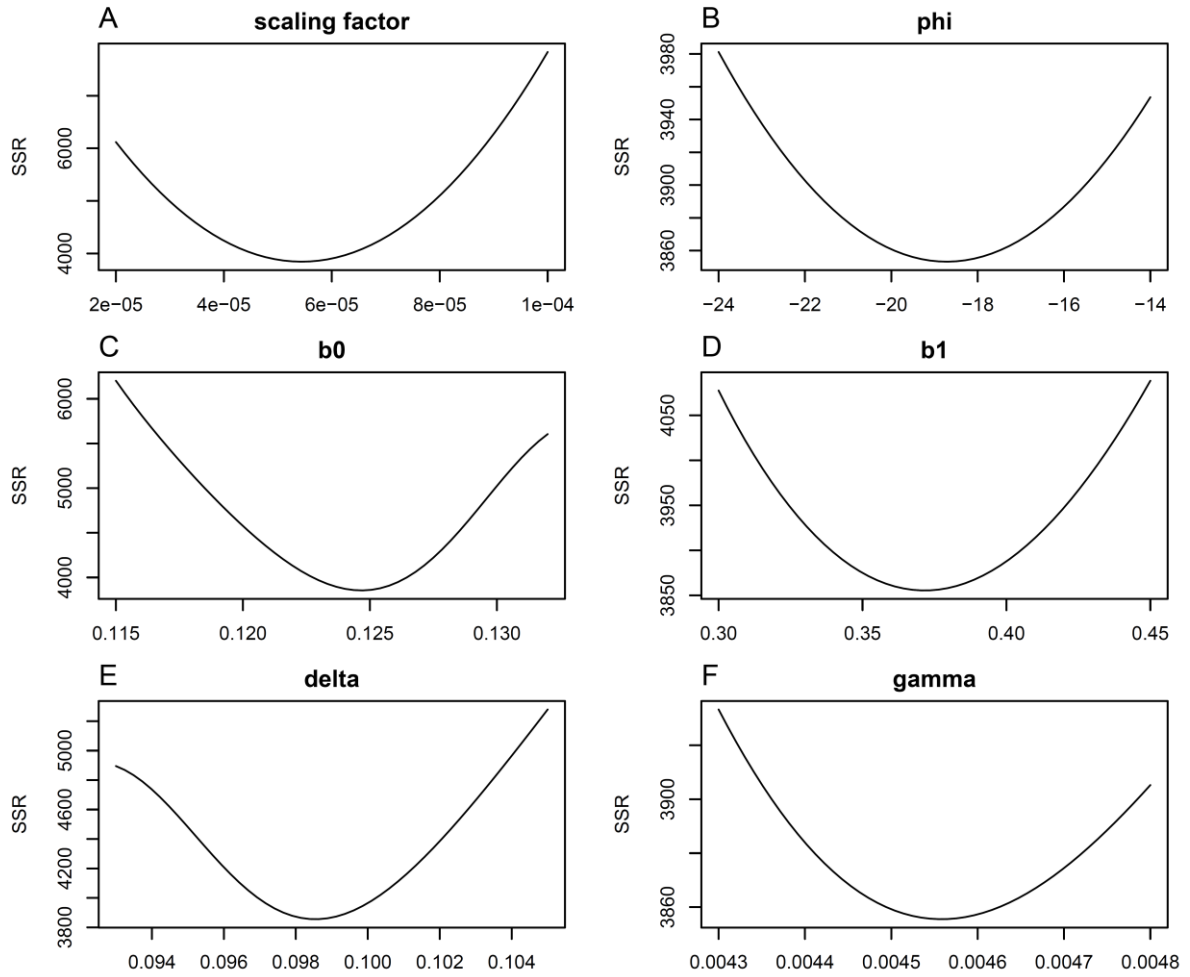 A
scaling factor
SSR
4000
6000
2e−05
4e−05
6e−05
8e−05
1e−04
B
phi
SSR
3860
3900
3940
3980
−24
−22
−20
−18
−16
−14
C
b0
SSR
4000
5000
6000
0.115
0.120
0.125
0.130
D
b1
SSR
3850
3950
4050
0.30
0.35
0.40
0.45
E
delta
SSR
3800
4200
4600
5000
0.094
0.096
0.098
0.100
0.102
0.104
F
gamma
SSR
3860
3900
0.0043
0.0044
0.0045
0.0046
0.0047
0.0048